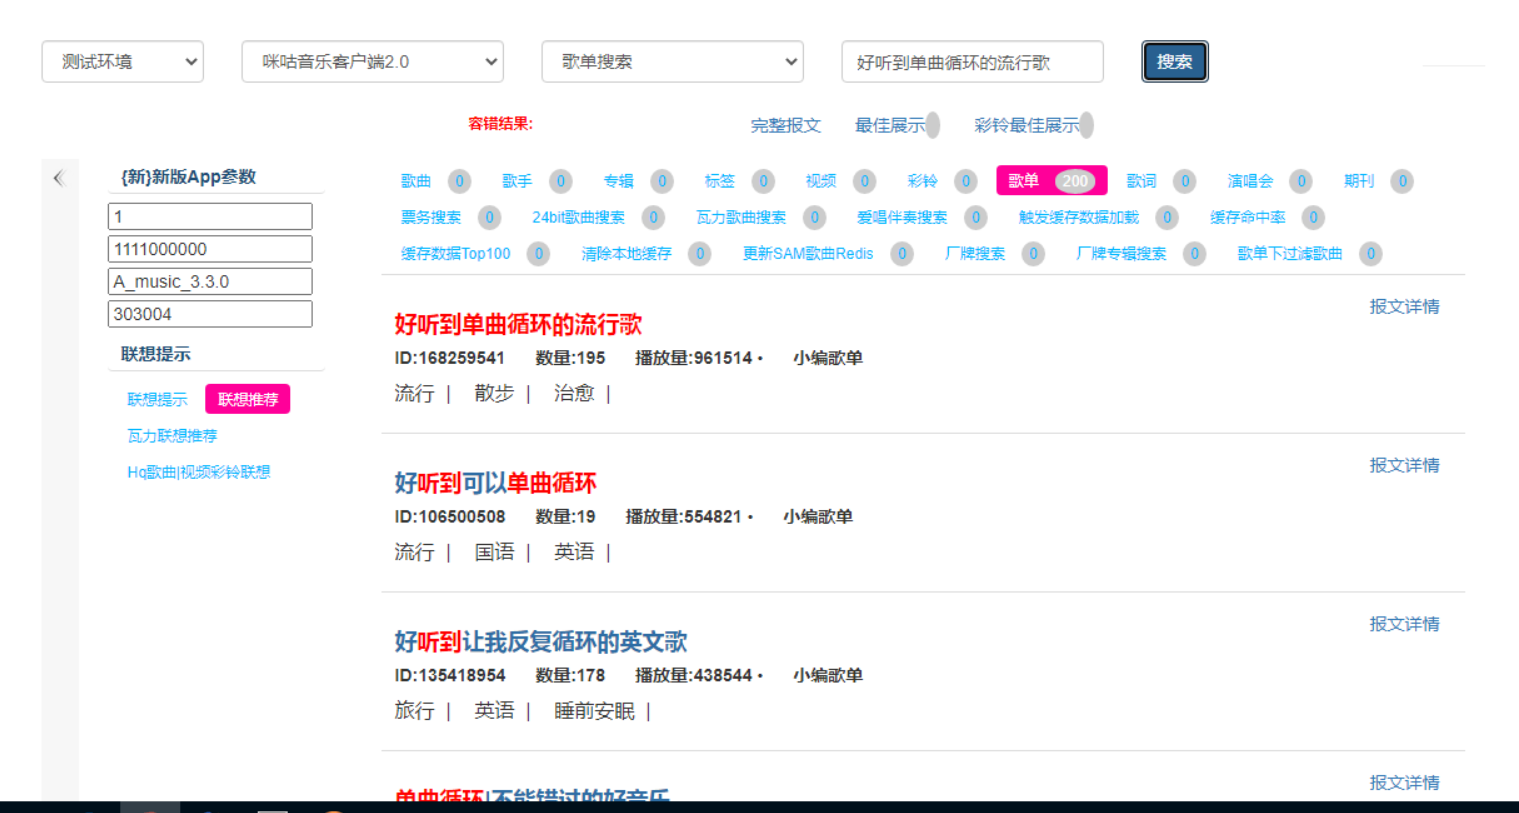 测试环境 咪咕音乐客户端2.0 歌单搜索 好听到单曲循环的流行歌 搜索
容错结果: 完整报文 最佳展示 彩铃最佳展示
{新}新版App参数
1
1111000000
A_music_3.3.0
303004
联想提示
联想提示 联想推荐
瓦力联想推荐
Hq歌曲|视频彩铃联想
歌曲 0 歌手 0 专辑 0 标签 0 视频 0 彩铃 0 歌单 200 歌词 0 演唱会 0 期刊 0
票务搜索 0 24bit歌曲搜索 0 瓦力歌曲搜索 0 爱唱伴奏搜索 0 触发缓存数据加载 0 缓存命中率 0
缓存数据Top100 0 清除本地缓存 0 更新SAM歌曲Redis 0 厂牌搜索 0 厂牌专辑搜索 0 歌单下过滤歌曲 0
报文详情
好听到单曲循环的流行歌
ID:168259541 数量:195 播放量:961514· 小编歌单
流行 | 散步 | 治愈 |
报文详情
好听到可以单曲循环
ID:106500508 数量:19 播放量:554821· 小编歌单
流行 | 国语 | 英语 |
报文详情
好听到让我反复循环的英文歌
ID:135418954 数量:178 播放量:438544· 小编歌单
旅行 | 英语 | 睡前安眠 |
报文详情
单曲循环|不能错过的好音乐